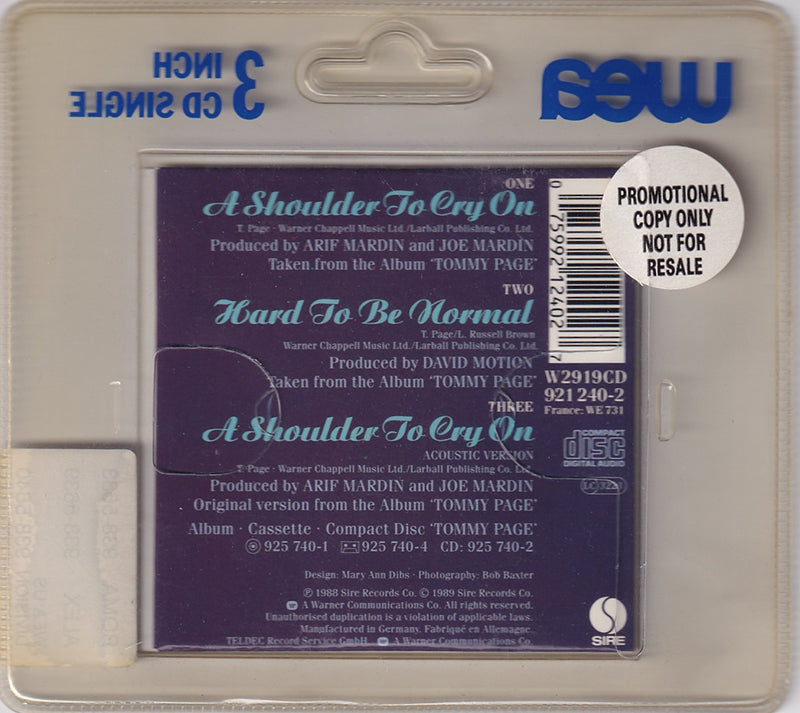 3 INCH
CD SINGLE
wea
PROMOTIONAL
COPY ONLY
NOT FOR
RESALE
ONE
A Shoulder To Cry On
T. Page · Warner Chappell Music Ltd./Larball Publishing Co. Ltd.
Produced by ARIF MARDIN and JOE MARDIN
Taken from the Album 'TOMMY PAGE'
TWO
Hard To Be Normal
T. Page/L. Russell Brown
Warner Chappell Music Ltd./Larball Publishing Co. Ltd.
Produced by DAVID MOTION
Taken from the Album 'TOMMY PAGE'
THREE
A Shoulder To Cry On
ACOUSTIC VERSION
T. Page · Warner Chappell Music Ltd./Larball Publishing Co. Ltd.
Produced by ARIF MARDIN and JOE MARDIN
Original version from the Album 'TOMMY PAGE'
Album · Cassette · Compact Disc 'TOMMY PAGE'
925 740-1 925 740-4 CD: 925 740-2
Design: Mary Ann Dibs · Photography: Bob Baxter
℗ 1988 Sire Records Co. © 1989 Sire Records Co.
A Warner Communications Co. All rights reserved.
Unauthorised duplication is a violation of applicable laws.
Manufactured in Germany. Fabriqué en Allemagne.
TELDEC Record Service GmbH. A Warner Communications Co.
0 75992 12402 7
W2919CD
921 240-2
France: WE 731
COMPACT
disc
DIGITAL AUDIO
LC 3228
SIRE